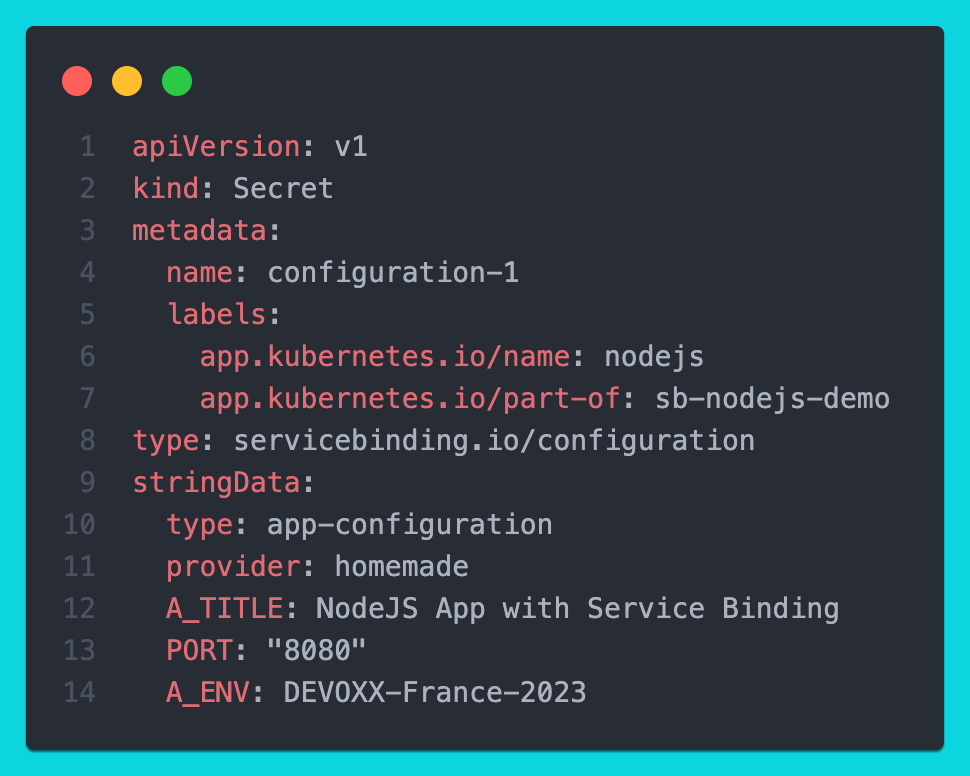 1 apiVersion: v1
2 kind: Secret
3 metadata:
4   name: configuration-1
5   labels:
6     app.kubernetes.io/name: nodejs
7     app.kubernetes.io/part-of: sb-nodejs-demo
8 type: servicebinding.io/configuration
9 stringData:
10   type: app-configuration
11   provider: homemade
12   A_TITLE: NodeJS App with Service Binding
13   PORT: "8080"
14   A_ENV: DEVOXX-France-2023